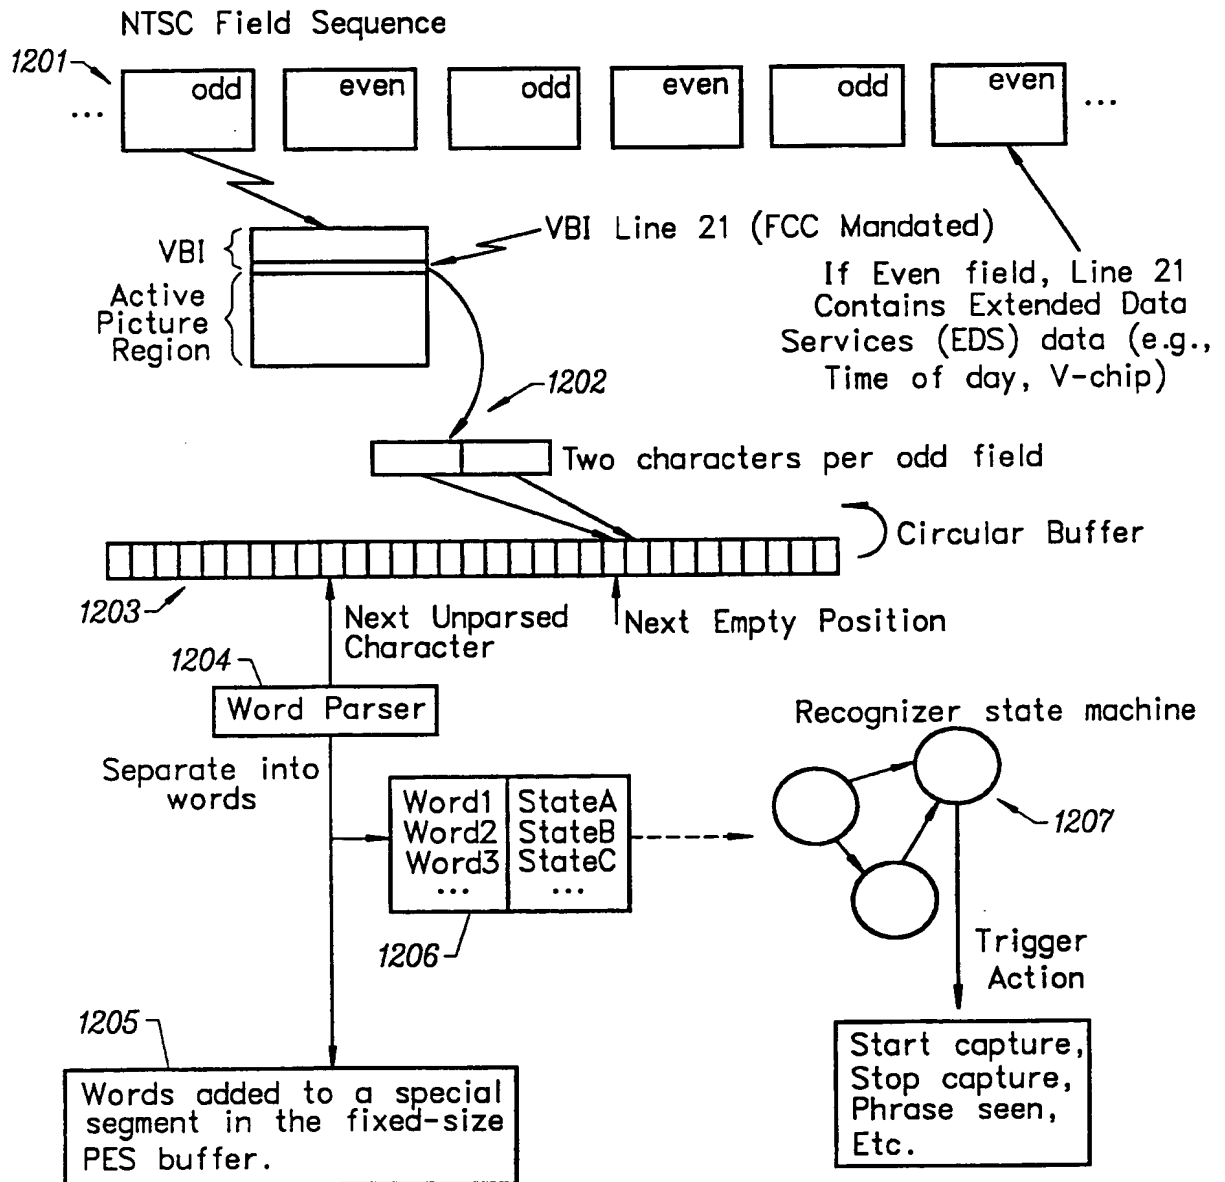 NTSC Field Sequence
1201
... odd even odd even odd even ...
VBI
VBI Line 21 (FCC Mandated)
Active
Picture
Region
If Even field, Line 21
Contains Extended Data
Services (EDS) data (e.g.,
Time of day, V-chip)
1202
Two characters per odd field
Circular Buffer
1203
Next Unparsed
Character
Next Empty Position
1204
Word Parser
Separate into
words
Recognizer state machine
Word1 StateA
Word2 StateB
Word3 StateC
... ...
1206
1207
Trigger
Action
1205
Words added to a special
segment in the fixed-size
PES buffer.
Start capture,
Stop capture,
Phrase seen,
Etc.